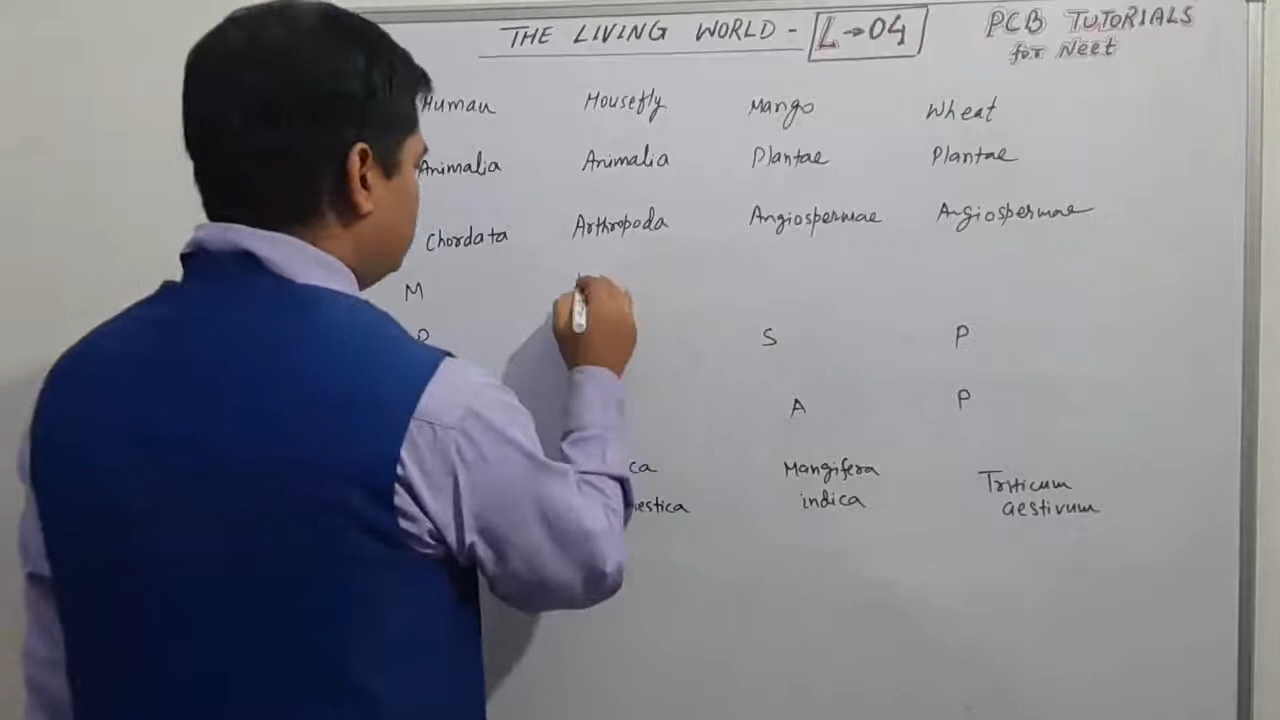 THE LIVING WORLD - L→04
PCB TUTORIALS
for Neet
Human Housefly Mango Wheat
Animalia Animalia Plantae Plantae
Chordata Arthropoda Angiospermae Angiospermae
M
P S P
A P
ca Mangifera Triticum
estica indica aestivum